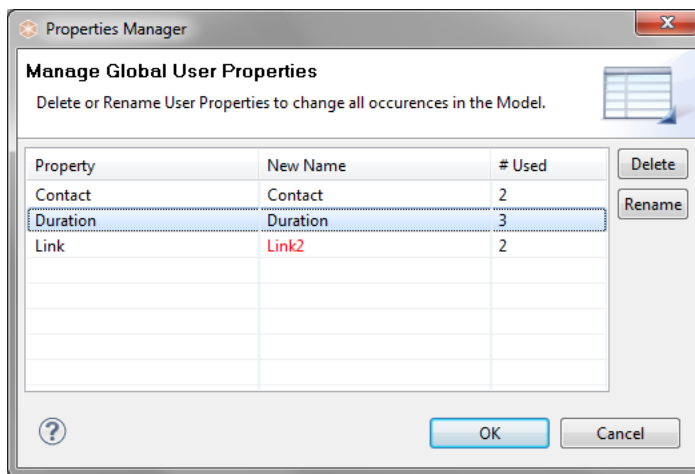 Properties Manager
Manage Global User Properties
Delete or Rename User Properties to change all occurences in the Model.
Property New Name # Used
Contact Contact 2
Duration Duration 3
Link Link2 2
Delete
Rename
?
OK Cancel